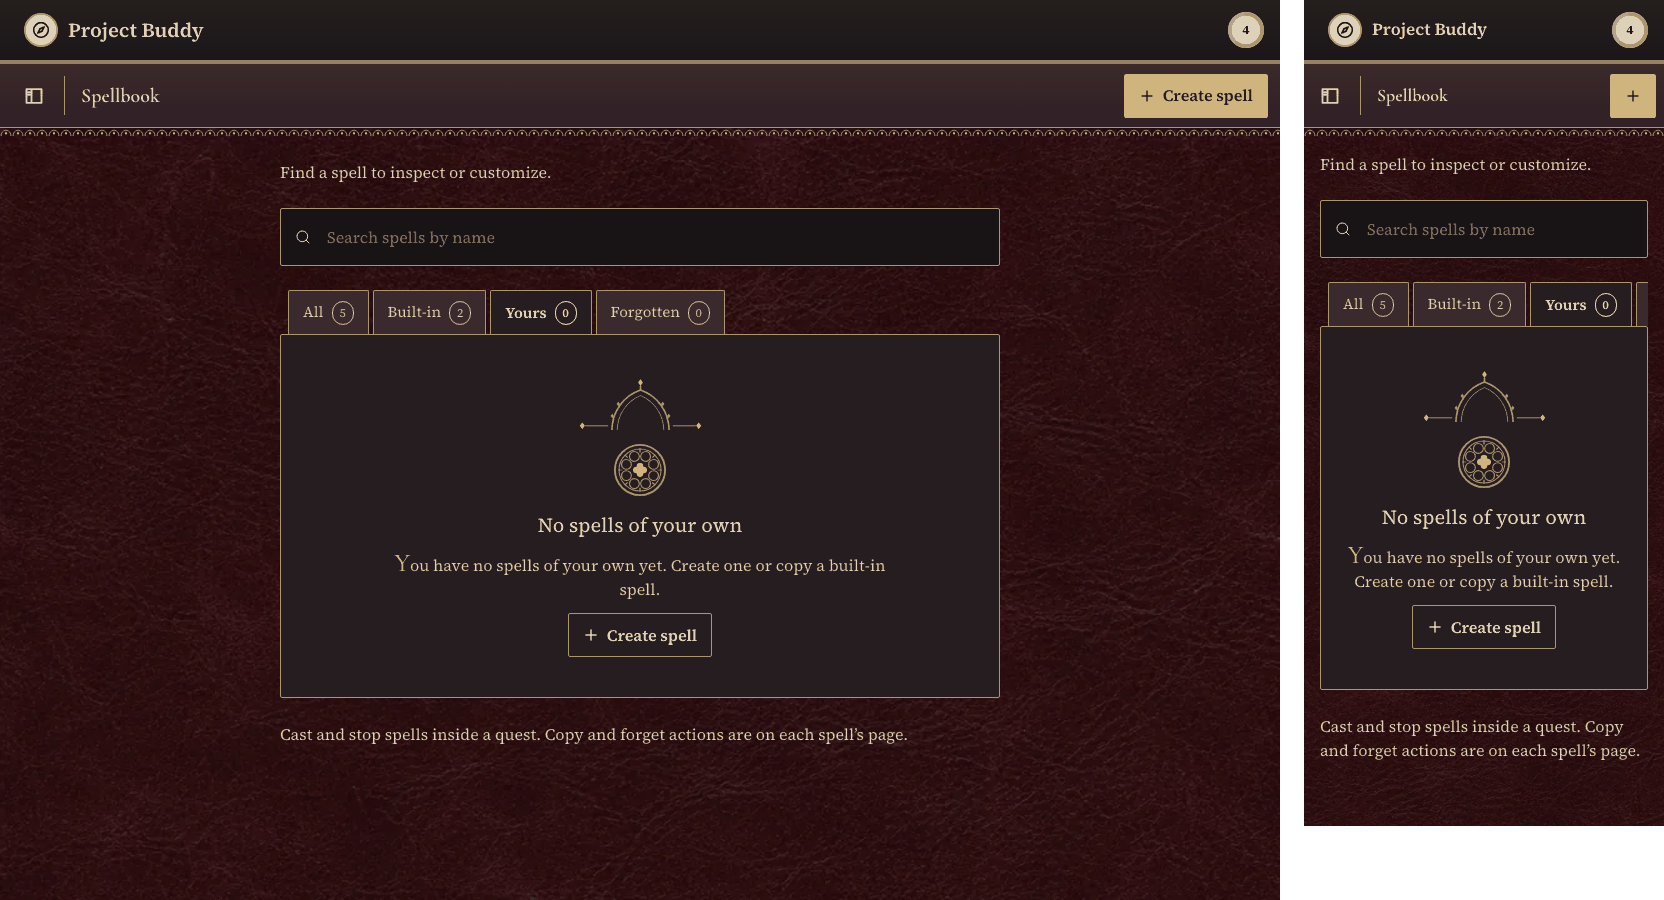 Project Buddy
4
Spellbook
+ Create spell
Find a spell to inspect or customize.
Search spells by name
All 5 Built-in 2 Yours 0 Forgotten 0
No spells of your own
You have no spells of your own yet. Create one or copy a built-in
spell.
+ Create spell
Cast and stop spells inside a quest. Copy and forget actions are on each spell’s page.
Project Buddy
4
Spellbook
+
Find a spell to inspect or customize.
Search spells by name
All 5 Built-in 2 Yours 0
No spells of your own
You have no spells of your own yet.
Create one or copy a built-in spell.
+ Create spell
Cast and stop spells inside a quest. Copy
and forget actions are on each spell’s page.